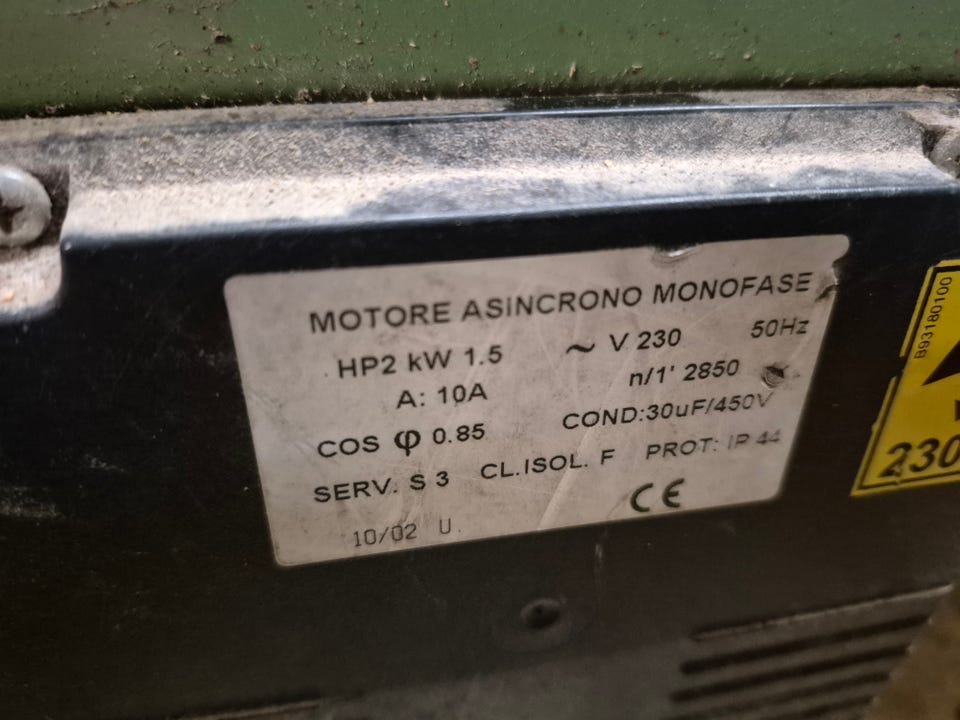 MOTORE ASINCRONO MONOFASE
HP2 kW 1.5 ~ V 230 50Hz
A: 10A n/1' 2850
COS φ 0.85 COND:30uF/450V
SERV. S 3 CL.ISOL. F PROT: IP 44
CE
10/02 U.
B93180100
230